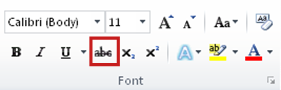 Calibri (Body) 11 A A Aa
B I U abc x₂ x² A ab A
Font